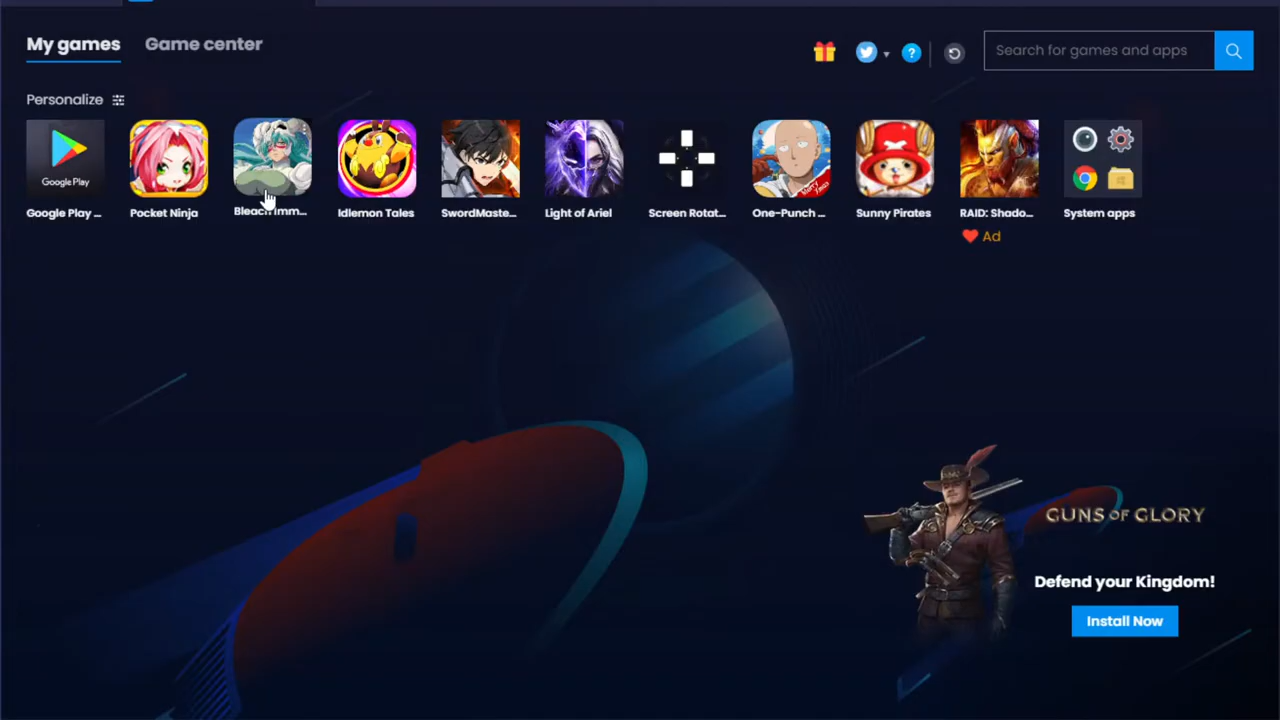 My games
Game center
Search for games and apps
Personalize
Google Play
Google Play ...
Pocket Ninja
Bleach Imm...
Idlemon Tales
SwordMaste...
Light of Ariel
Screen Rotat...
One-Punch ...
Merry Xmas
Sunny Pirates
RAID: Shado...
System apps
Ad
GUNS OF GLORY
Defend your Kingdom!
Install Now